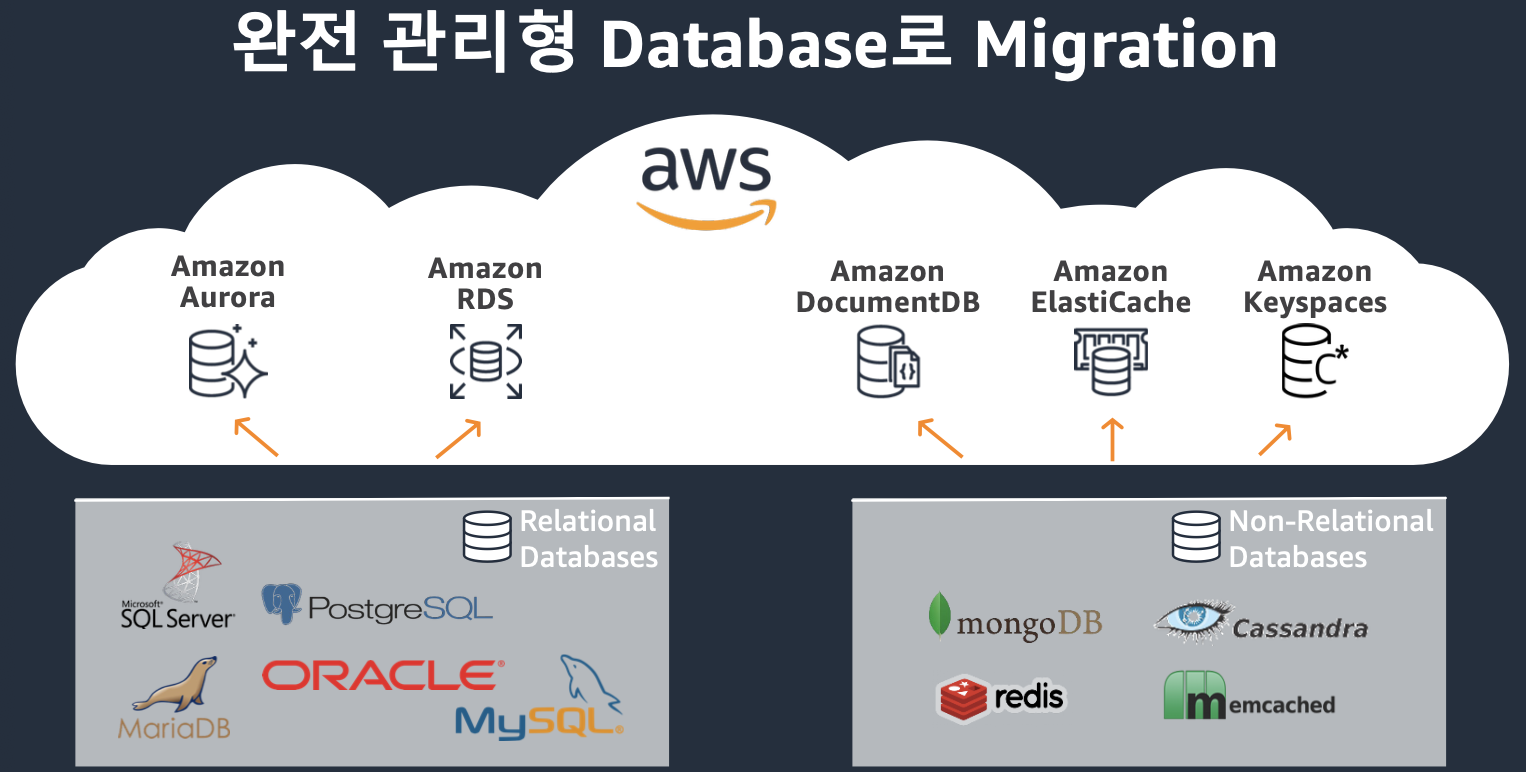 완전 관리형 Database로 Migration
aws
Amazon
Aurora
Amazon
RDS
Amazon
DocumentDB
Amazon
ElastiCache
Amazon
Keyspaces
{}
C*
Relational
Databases
Microsoft®
SQL Server®
PostgreSQL
MariaDB
ORACLE®
MySQL®
Non-Relational
Databases
mongoDB
Cassandra
redis
Memcached